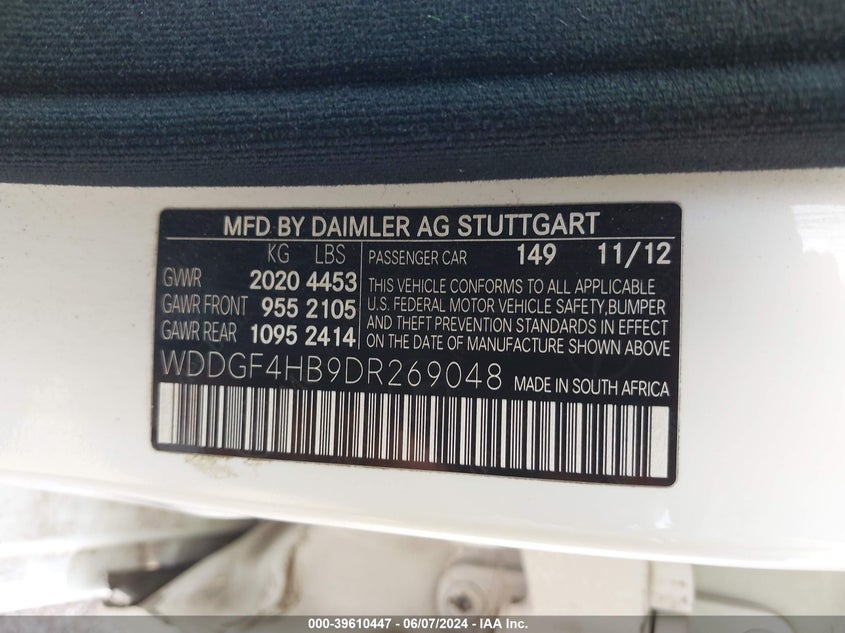 MFD BY DAIMLER AG STUTTGART
KG LBS
GVWR 2020 4453
GAWR FRONT 955 2105
GAWR REAR 1095 2414
PASSENGER CAR 149 11/12
THIS VEHICLE CONFORMS TO ALL APPLICABLE
U.S. FEDERAL MOTOR VEHICLE SAFETY,BUMPER
AND THEFT PREVENTION STANDARDS IN EFFECT
ON THE DATE OF MANUFACTURE SHOWN ABOVE
WDDGF4HB9DR269048 MADE IN SOUTH AFRICA
000-39610447 - 06/07/2024 - IAA Inc.